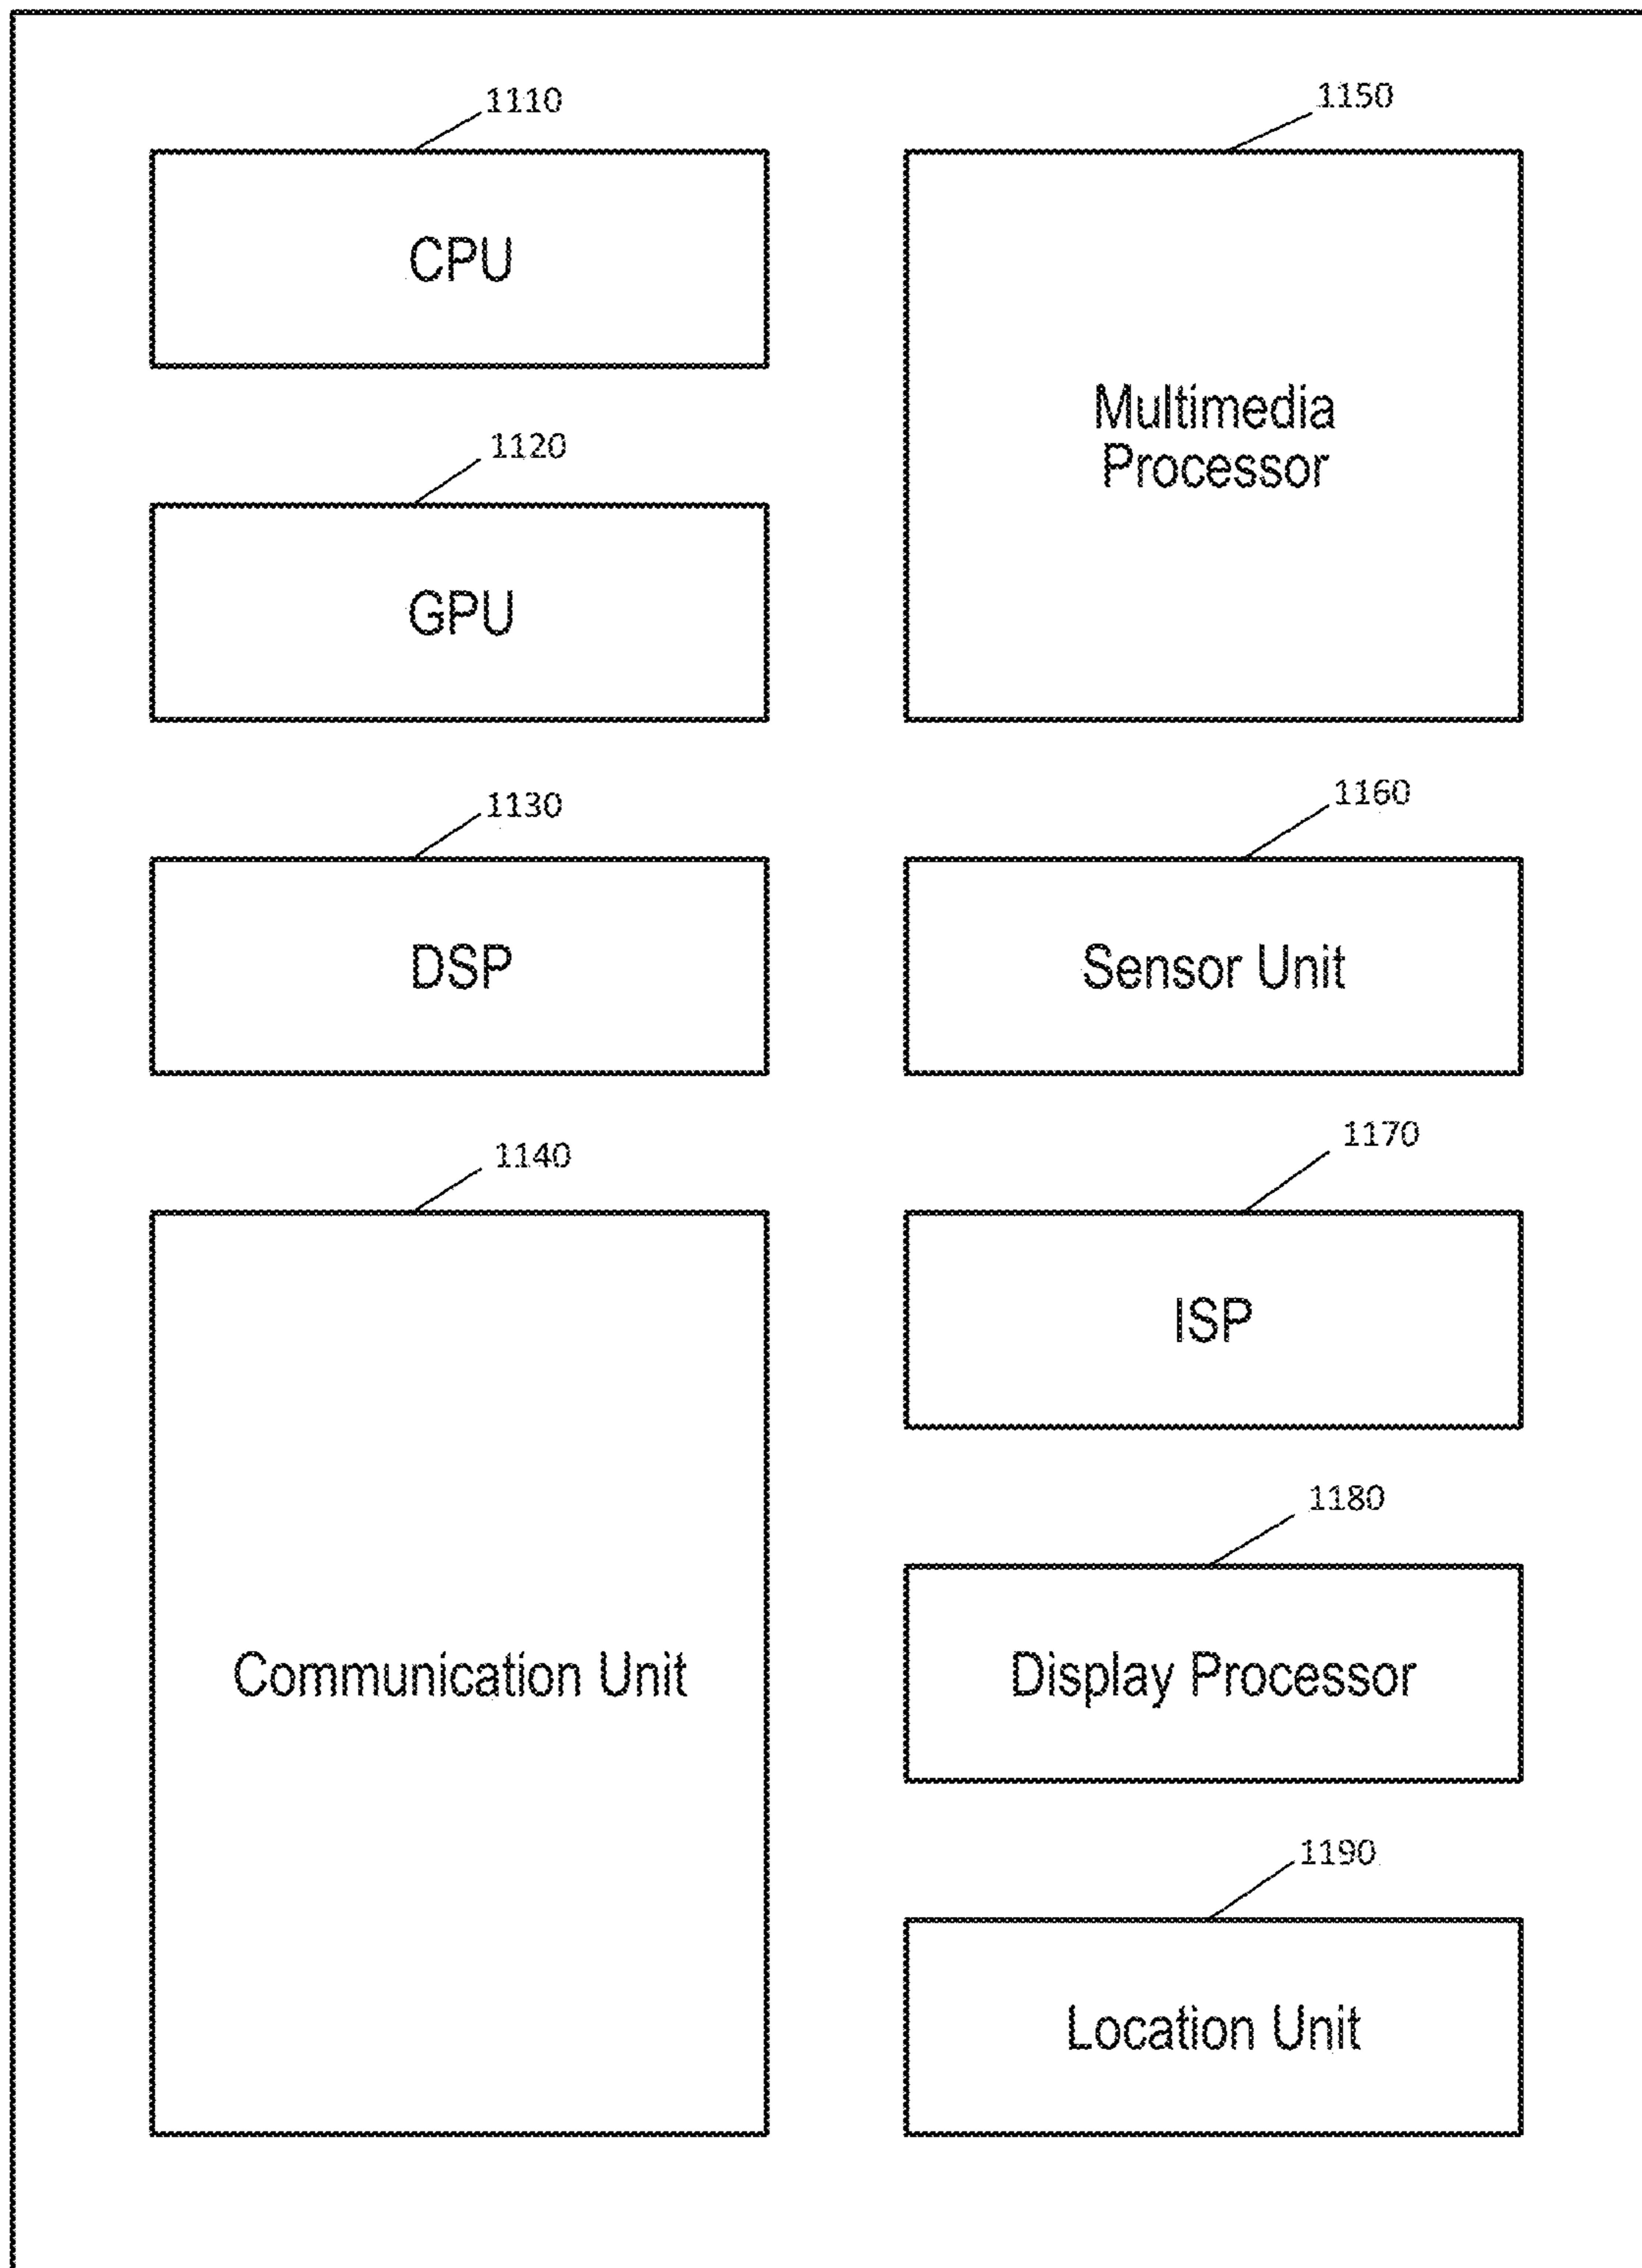 1110
CPU
1120
GPU
1130
DSP
1140
Communication Unit
1150
Multimedia
Processor
1160
Sensor Unit
1170
ISP
1180
Display Processor
1190
Location Unit